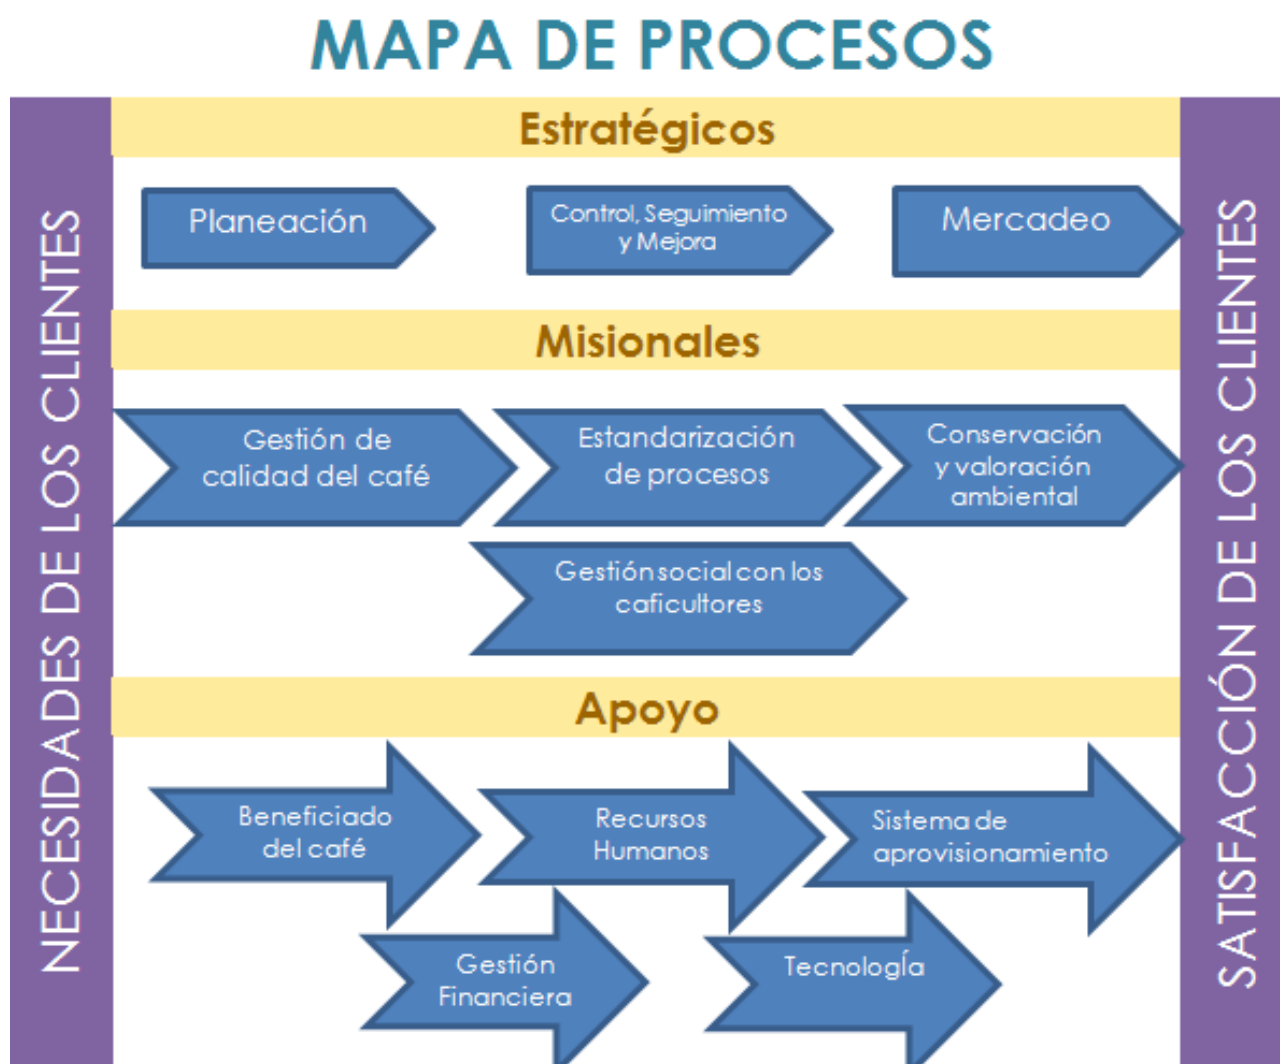 MAPA DE PROCESOS
NECESIDADES DE LOS CLIENTES
Estratégicos
Planeación
Control, Seguimiento
y Mejora
Mercadeo
Misionales
Gestión de
calidad del café
Estandarización
de procesos
Conservación
y valoración
ambiental
Gestión social con los
caficultores
Apoyo
Beneficiado
del café
Recursos
Humanos
Sistema de
aprovisionamiento
Gestión
Financiera
Tecnología
SATISFACCIÓN DE LOS CLIENTES